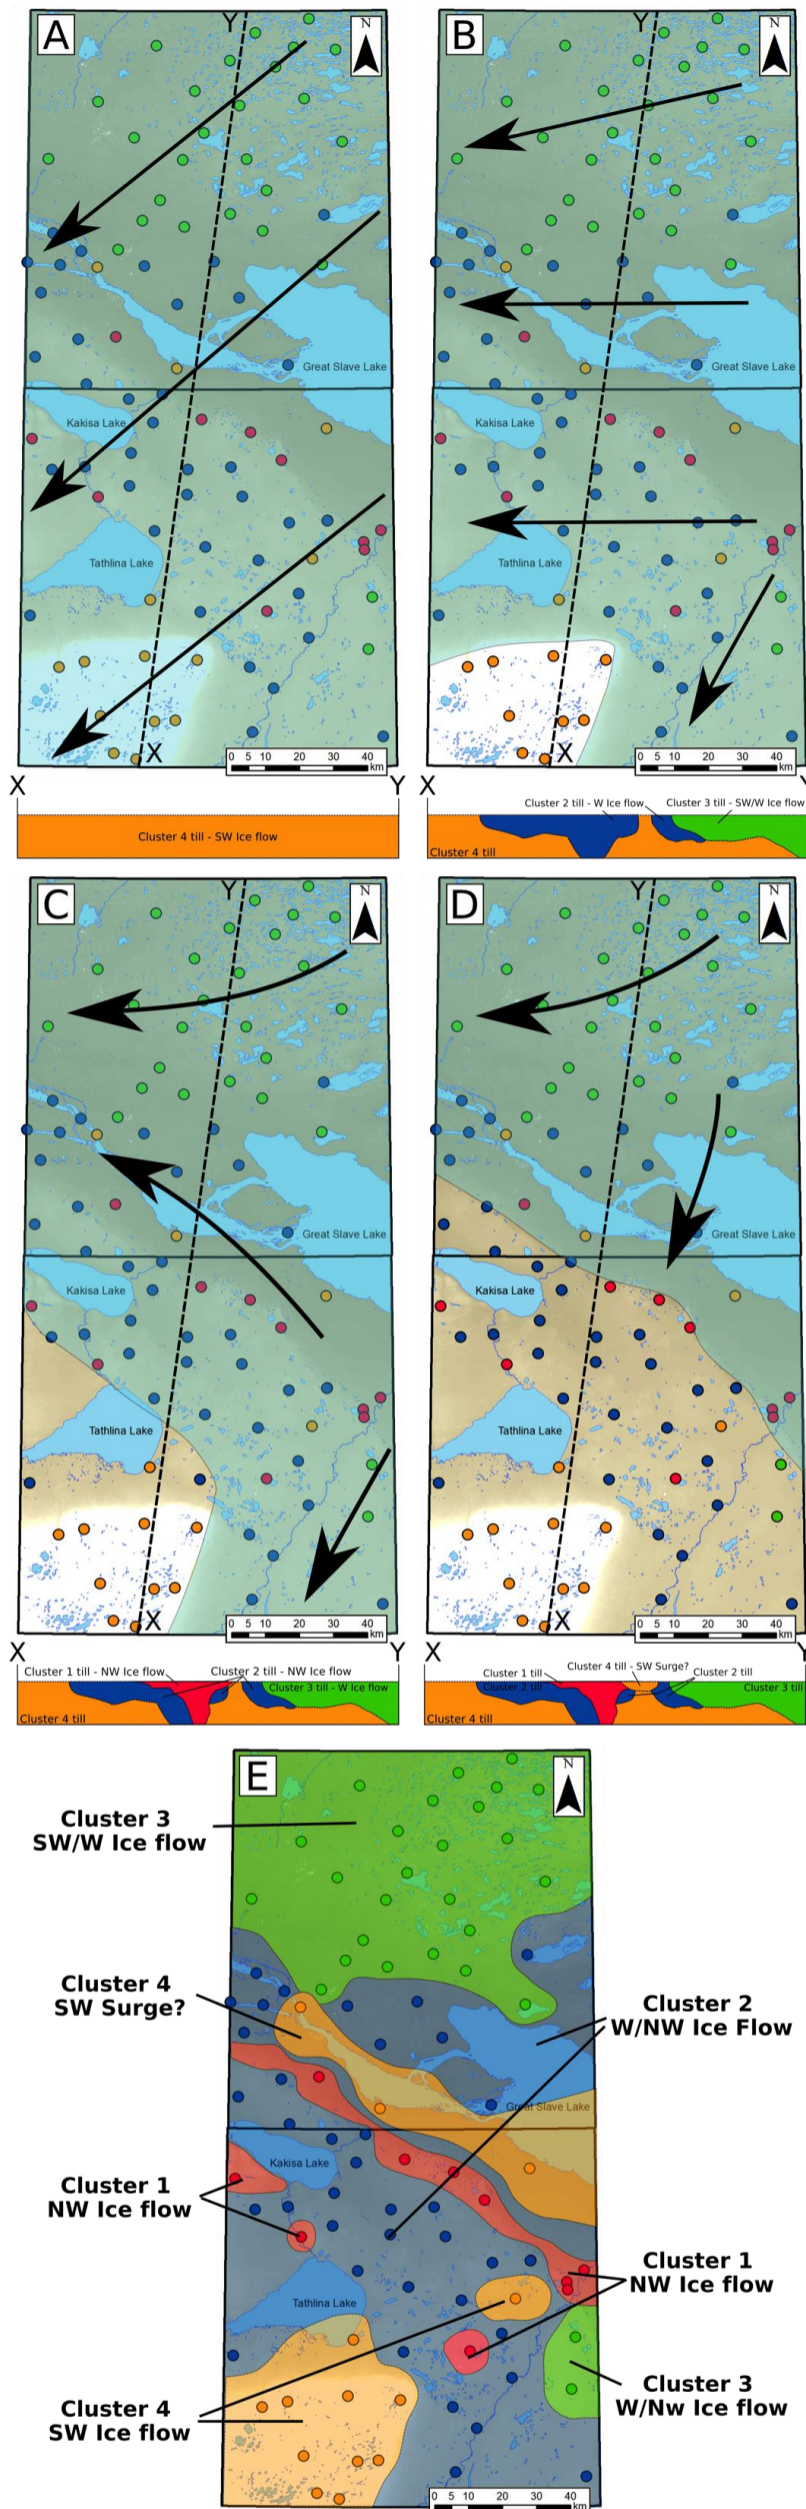 A
Y
N
Great Slave Lake
Kakisa Lake
Tathlina Lake
X
0 5 10 20 30 40
km
X Y
Cluster 4 till - SW Ice flow
B
Y
N
Great Slave Lake
Kakisa Lake
Tathlina Lake
X
0 5 10 20 30 40
km
X Y
Cluster 2 till - W Ice flow
Cluster 3 till - SW/W Ice flow
Cluster 4 till
C
Y
N
Great Slave Lake
Kakisa Lake
Tathlina Lake
X
0 5 10 20 30 40
km
X Y
Cluster 1 till - NW Ice flow
Cluster 2 till - NW Ice flow
Cluster 3 till - W Ice flow
Cluster 4 till
D
Y
N
Great Slave Lake
Kakisa Lake
Tathlina Lake
X
0 5 10 20 30 40
km
X Y
Cluster 4 till - SW Surge?
Cluster 1 till
Cluster 2 till
Cluster 2 till
Cluster 3 till
Cluster 4 till
E
N
Cluster 3
SW/W Ice flow
Cluster 4
SW Surge?
Cluster 2
W/NW Ice Flow
Great Slave Lake
Kakisa Lake
Cluster 1
NW Ice flow
Cluster 1
NW Ice flow
Tathlina Lake
Cluster 3
W/Nw Ice flow
Cluster 4
SW Ice flow
0 5 10 20 30 40
km